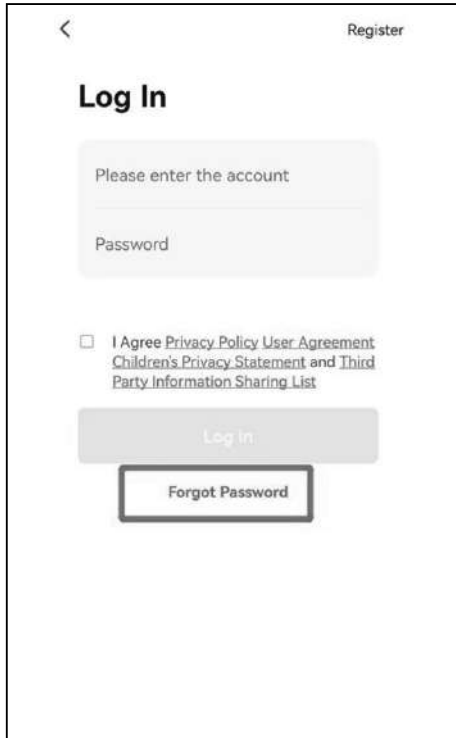 Register
Log In
Please enter the account
Password
I Agree Privacy Policy User Agreement
Children's Privacy Statement and Third
Party Information Sharing List
Log In
Forgot Password